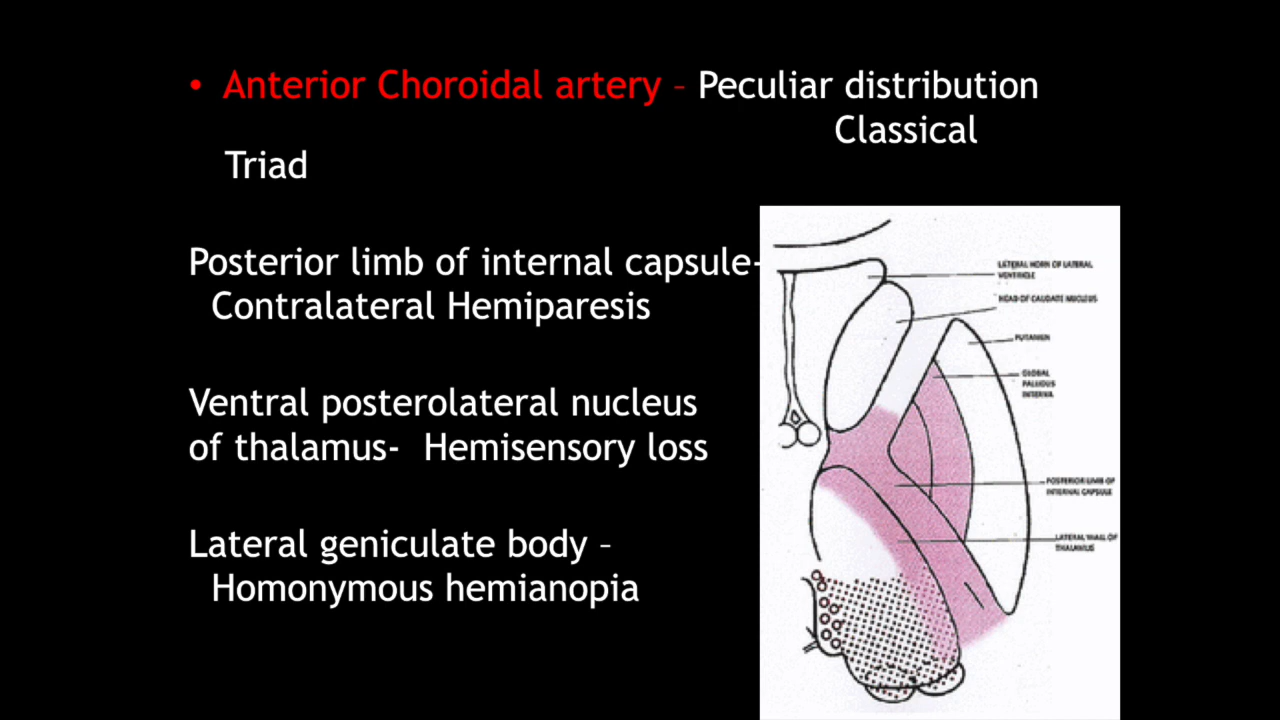 • Anterior Choroidal artery – Peculiar distribution
Classical
Triad
Posterior limb of internal capsule-
Contralateral Hemiparesis
Ventral posterolateral nucleus
of thalamus- Hemisensory loss
Lateral geniculate body –
Homonymous hemianopia
LATERAL HORN OF LATERAL
VENTRICLE
HEAD OF CAUDATE NUCLEUS
PUTAMEN
GLOBAL
PALLIDUS
INTERNA
POSTERIOR LIMB OF
INTERNAL CAPSULE
LATERAL WALL OF
THALAMUS